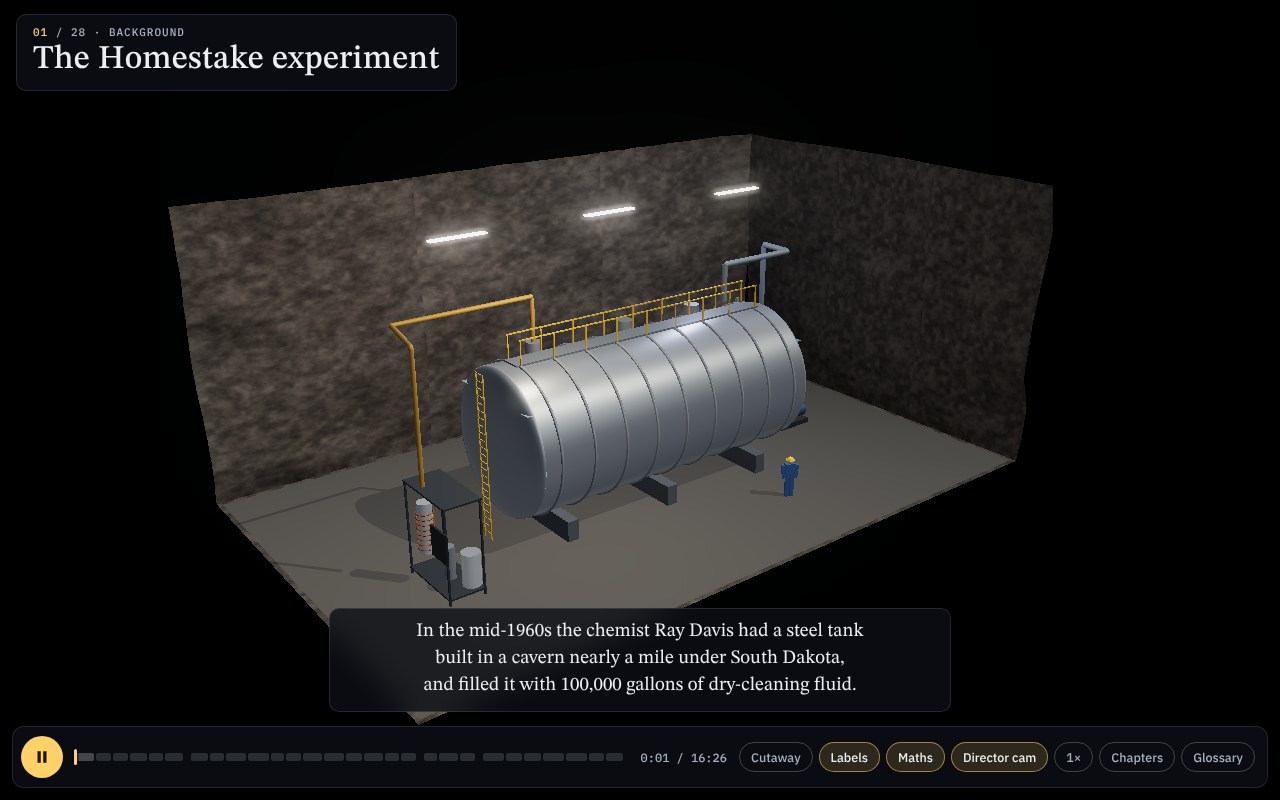 01 / 28 · BACKGROUND
The Homestake experiment
In the mid-1960s the chemist Ray Davis had a steel tank
built in a cavern nearly a mile under South Dakota,
and filled it with 100,000 gallons of dry-cleaning fluid.
0:01 / 16:26
Cutaway
Labels
Maths
Director cam
1×
Chapters
Glossary